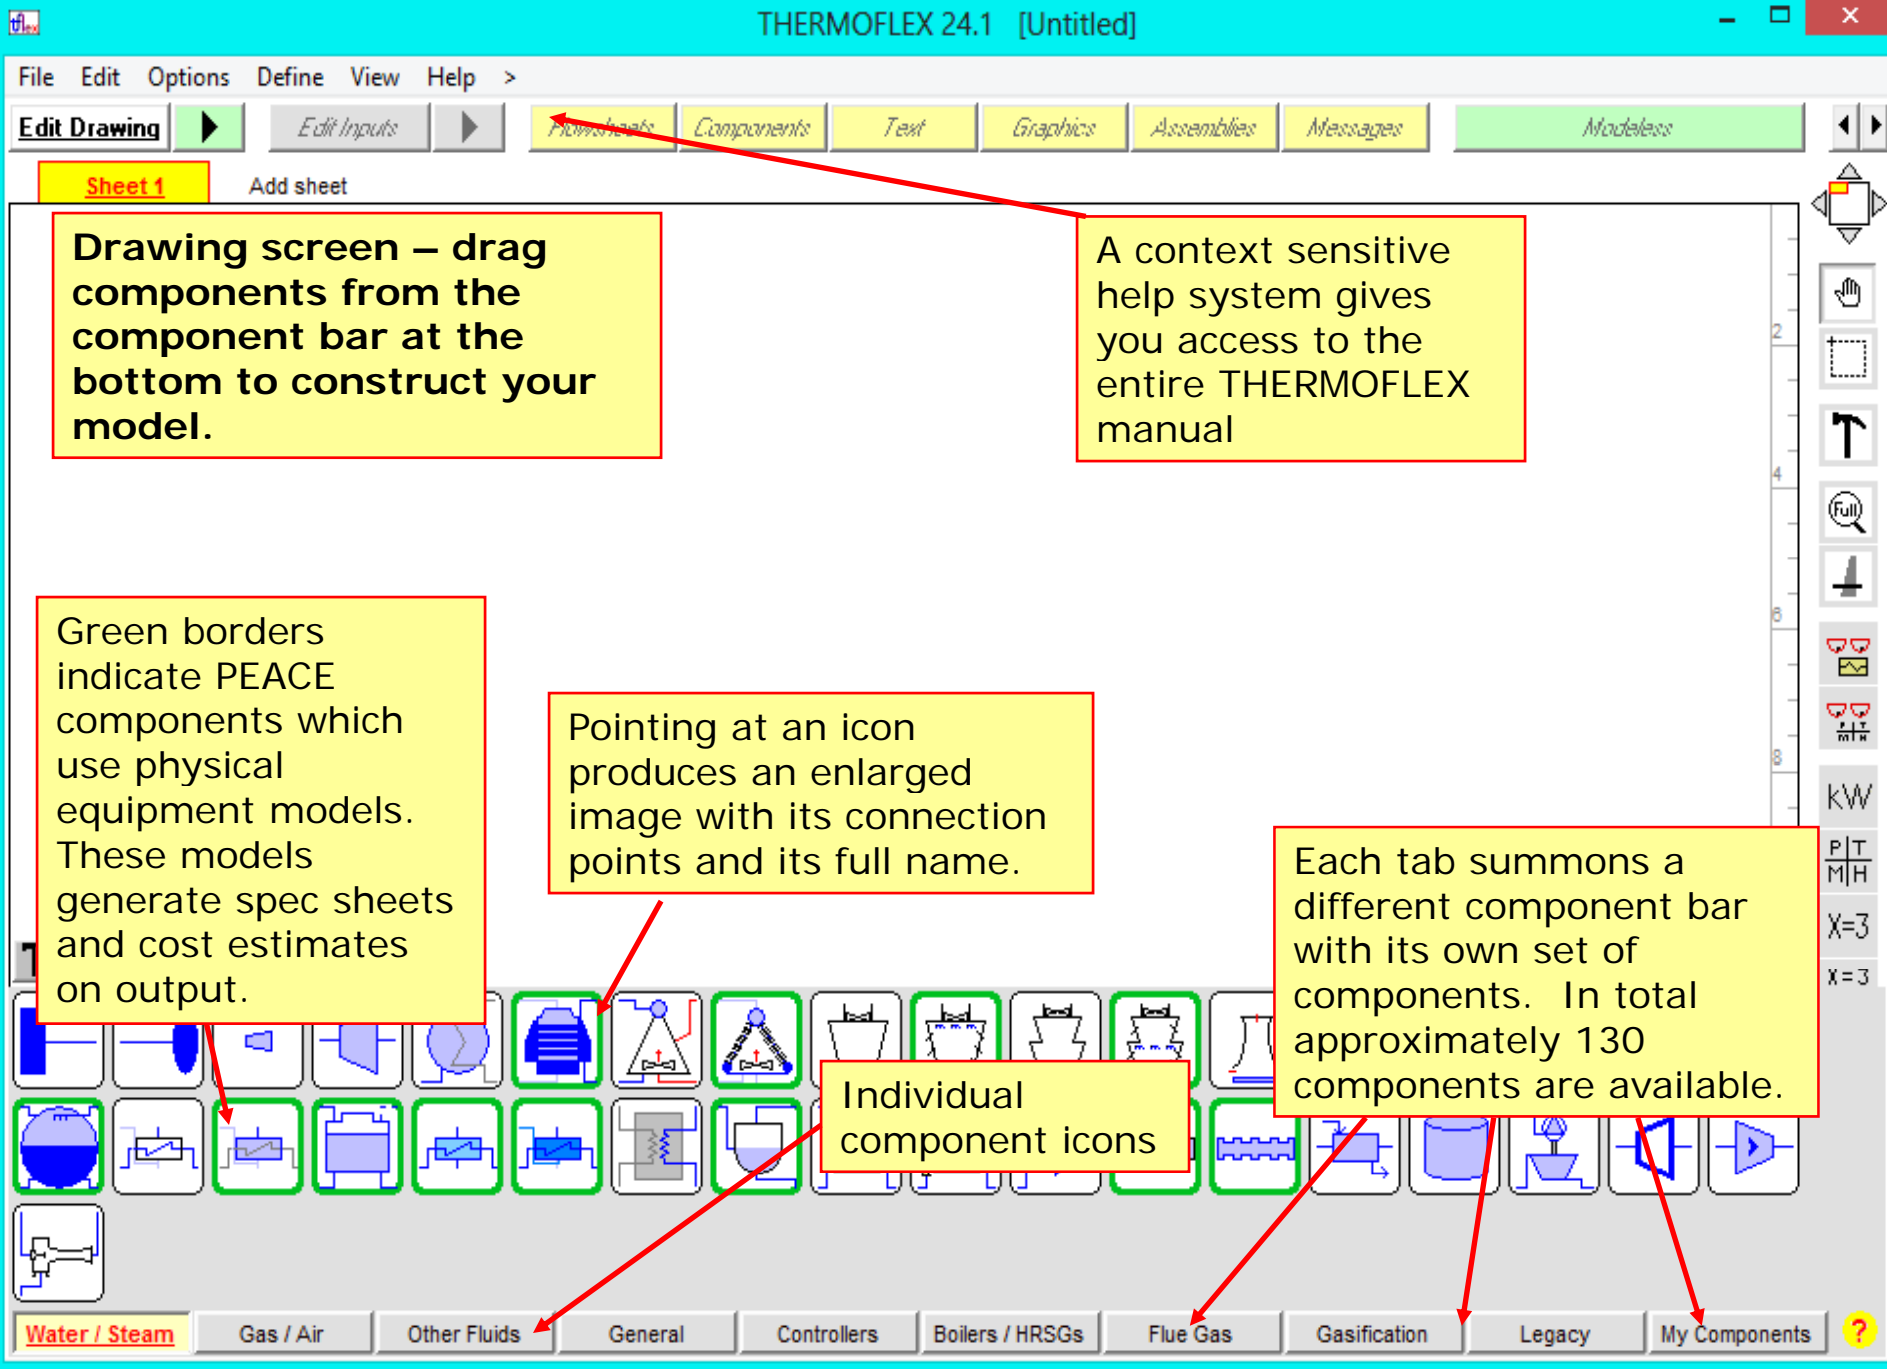 tflex
THERMOFLEX 24.1 [Untitled]
File Edit Options Define View Help >
Edit Drawing Edit Inputs Flowsheets Components Text Graphics Assemblies Messages Modeless
Sheet 1 Add sheet
Drawing screen – drag
components from the
component bar at the
bottom to construct your
model.
A context sensitive
help system gives
you access to the
entire THERMOFLEX
manual
2
4
Full
6
8
Green borders
indicate PEACE
components which
use physical
equipment models.
These models
generate spec sheets
and cost estimates
on output.
Pointing at an icon
produces an enlarged
image with its connection
points and its full name.
Each tab summons a
different component bar
with its own set of
components. In total
approximately 130
components are available.
P T
M H
kW
P T
M H
X=3
X=3
Individual
component icons
Water / Steam Gas / Air Other Fluids General Controllers Boilers / HRSGs Flue Gas Gasification Legacy My Components ?